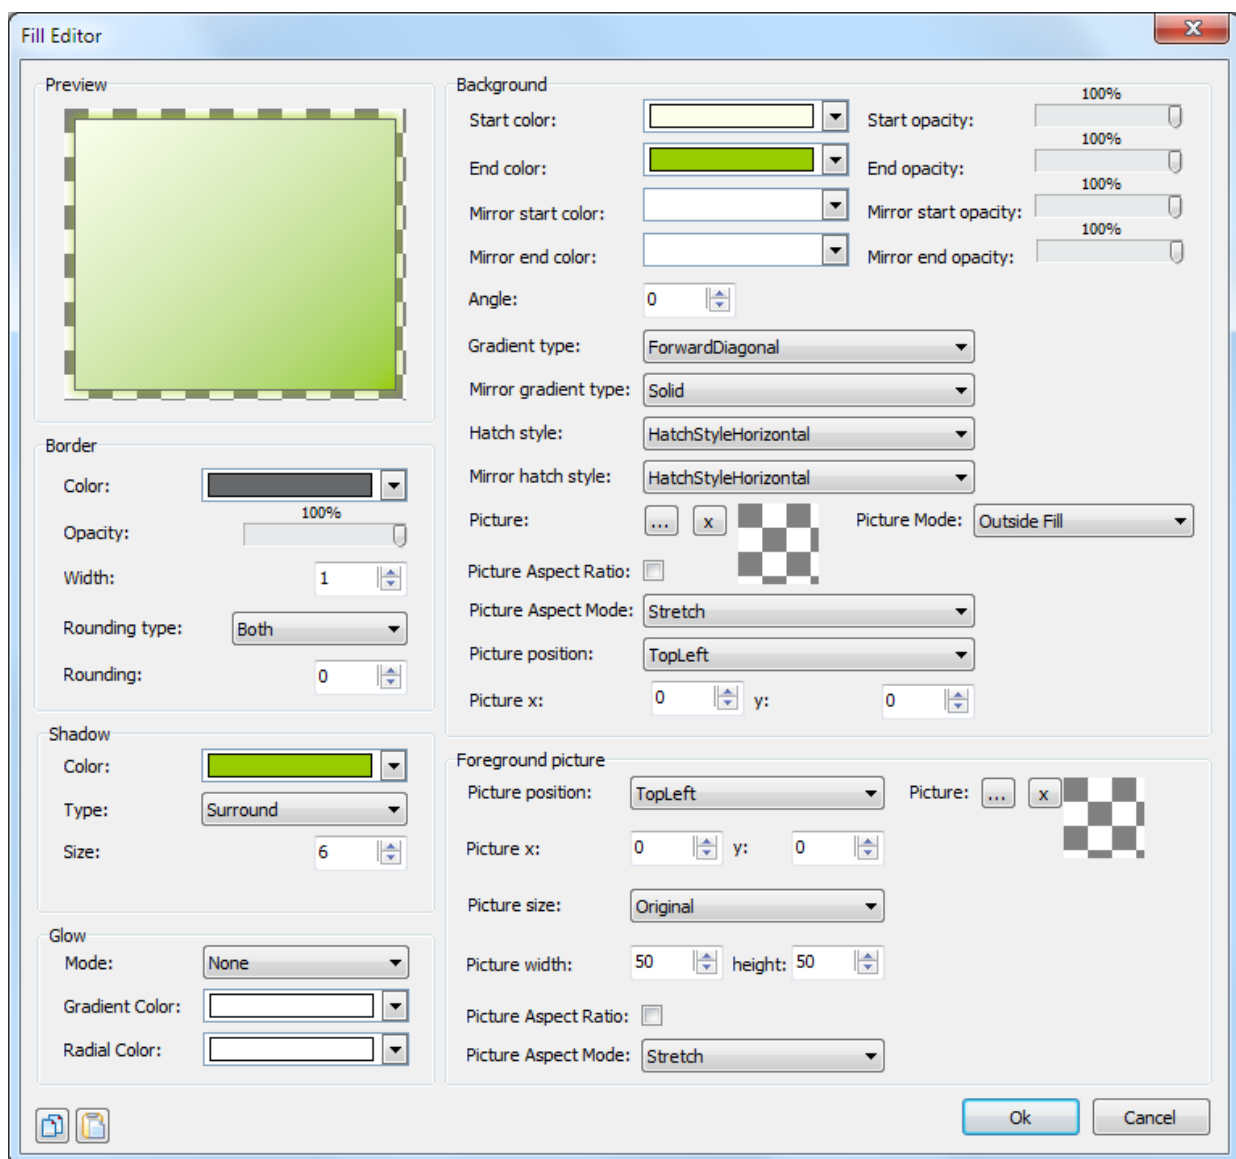 Fill Editor
x
Preview
Background
Start color:
Start opacity:
100%
End color:
End opacity:
100%
Mirror start color:
Mirror start opacity:
100%
Mirror end color:
Mirror end opacity:
100%
Angle:
0
Gradient type:
ForwardDiagonal
Mirror gradient type:
Solid
Hatch style:
HatchStyleHorizontal
Mirror hatch style:
HatchStyleHorizontal
Picture:
...
x
Picture Mode:
Outside Fill
Picture Aspect Ratio:
Picture Aspect Mode:
Stretch
Picture position:
TopLeft
Picture x:
0
y:
0
Border
Color:
Opacity:
100%
Width:
1
Rounding type:
Both
Rounding:
0
Shadow
Color:
Type:
Surround
Size:
6
Glow
Mode:
None
Gradient Color:
Radial Color:
Foreground picture
Picture position:
TopLeft
Picture:
...
x
Picture x:
0
y:
0
Picture size:
Original
Picture width:
50
height:
50
Picture Aspect Ratio:
Picture Aspect Mode:
Stretch
Ok
Cancel